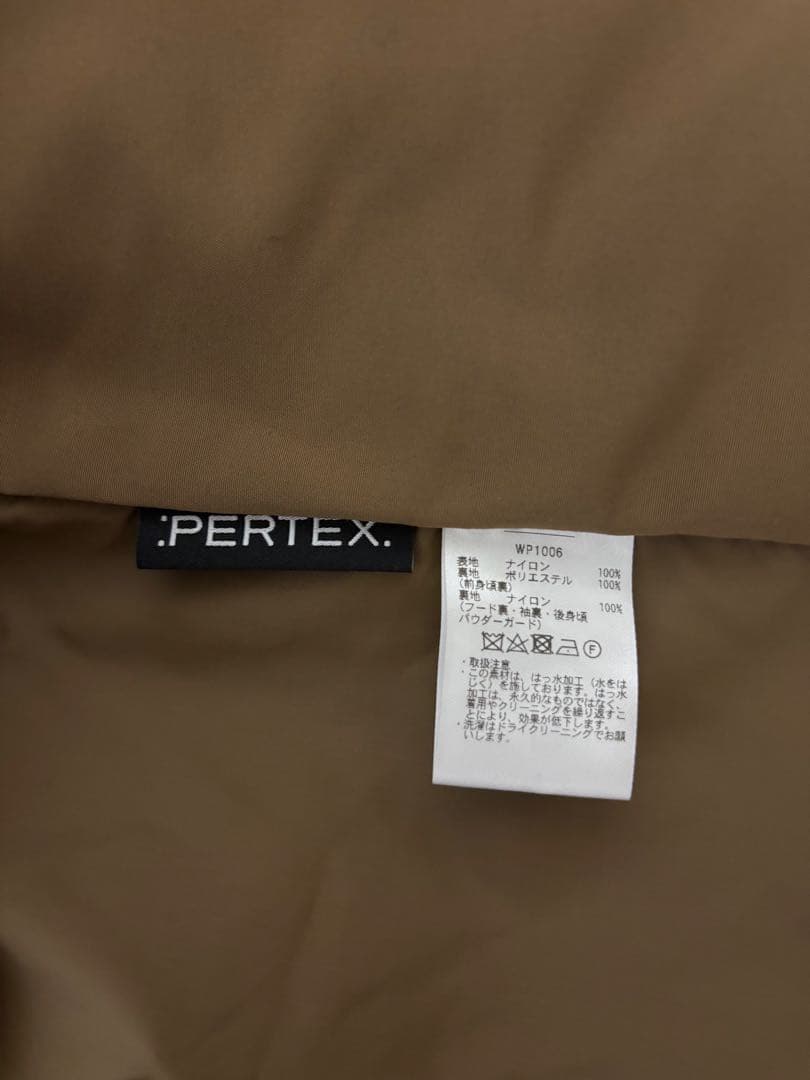 :PERTEX.
WP1006
表地 ナイロン 100%
裏地 ポリエステル 100%
(前身頃裏)
裏地 ナイロン 100%
(フード裏・袖裏・後身頃
パウダーガード)
F
・取扱注意
・この素材は、はっ水加工(水をは
じく)を施しております。はっ水
加工は、永久的なものではなく、
着用やクリーニングを繰り返すこ
とにより、効果が低下します。
・洗濯はドライクリーニングでお願
いします。